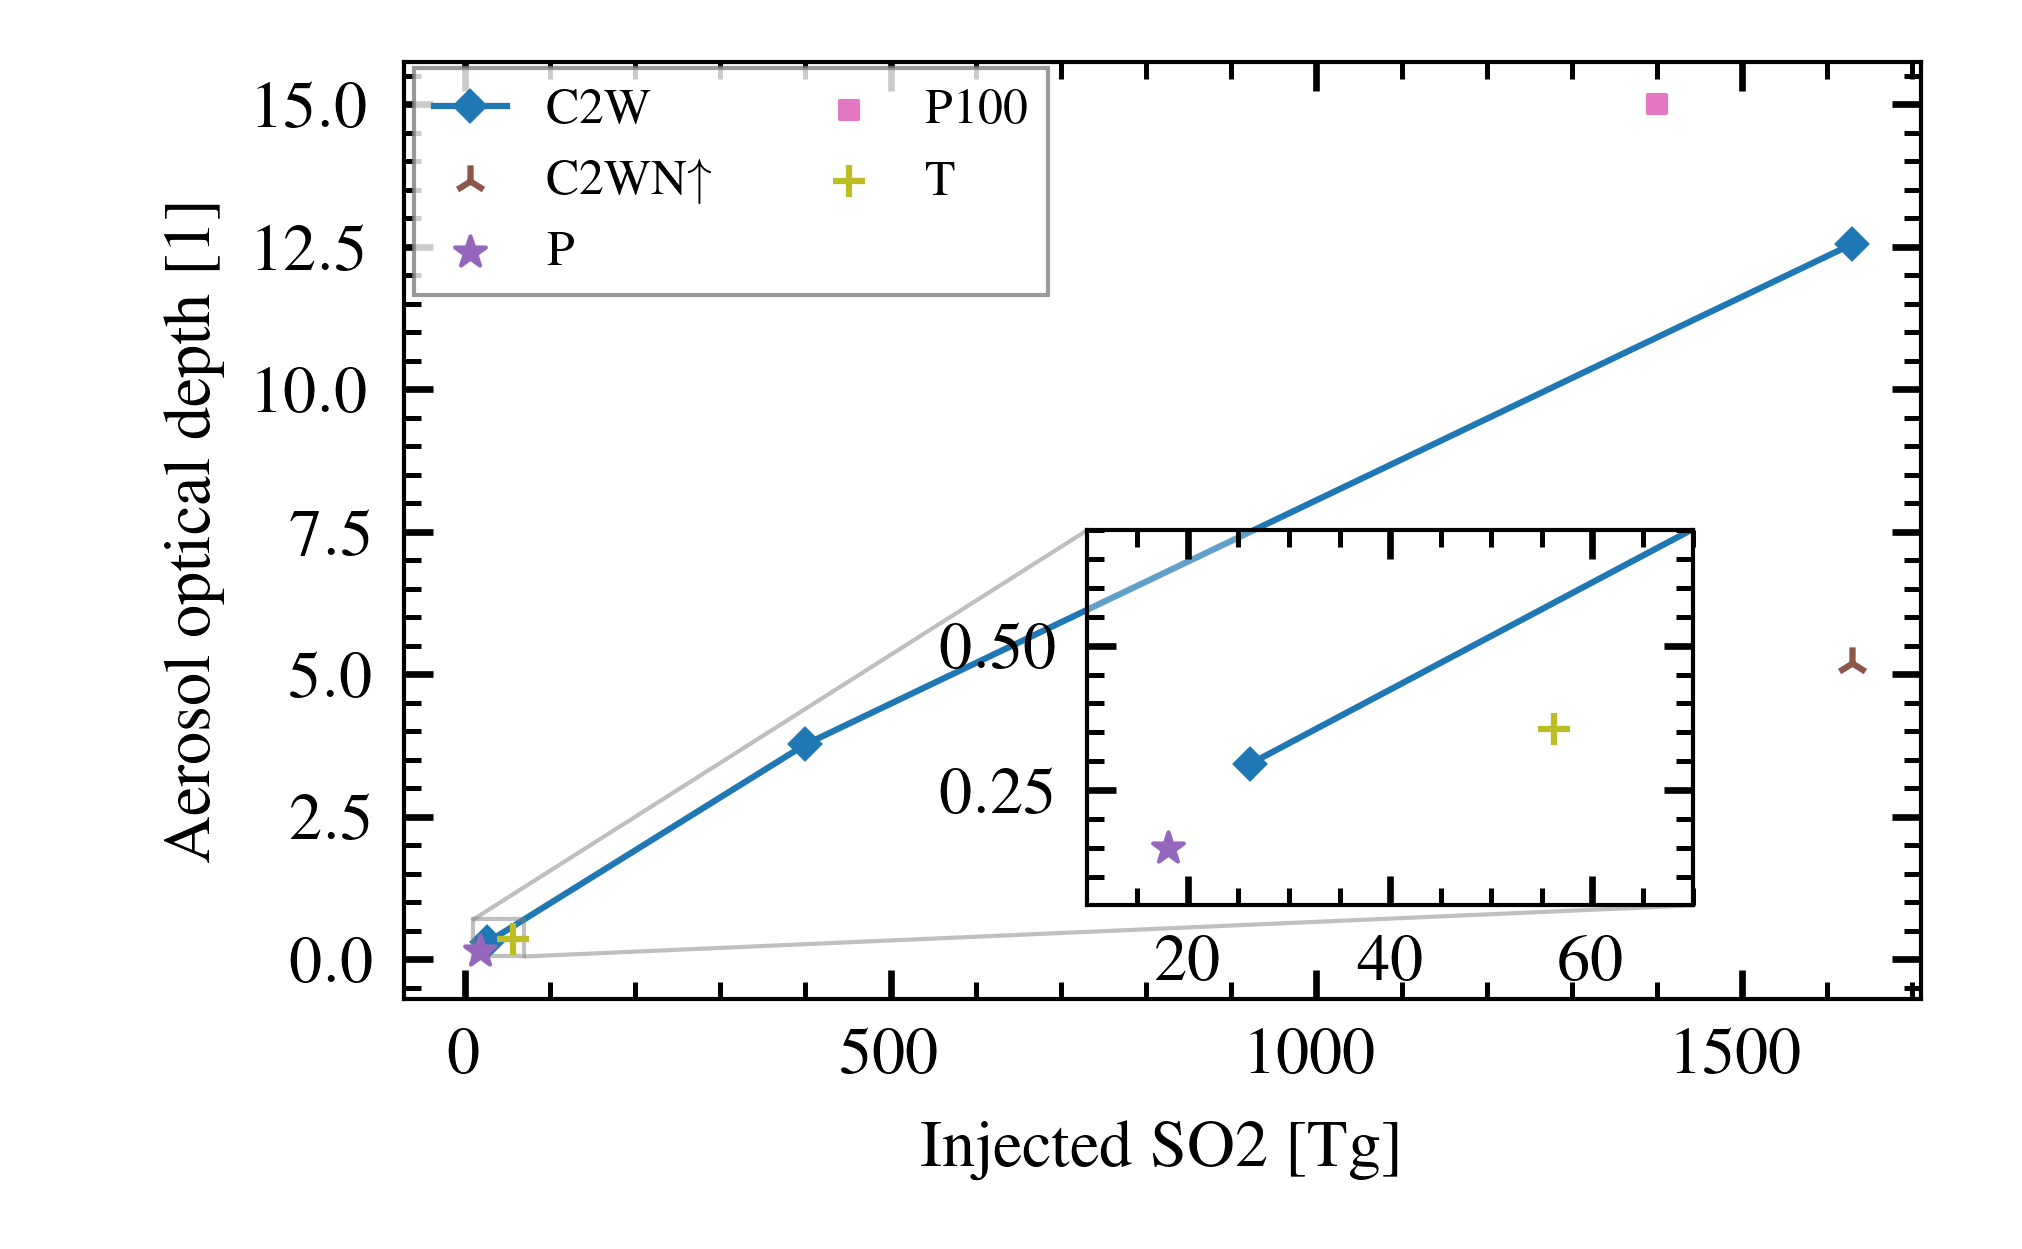 C2W
C2WN↑
P
P100
T
Aerosol optical depth [1]
15.0
12.5
10.0
7.5
5.0
2.5
0.0
0.50
0.25
20 40 60
0 500 1000 1500
Injected SO2 [Tg]